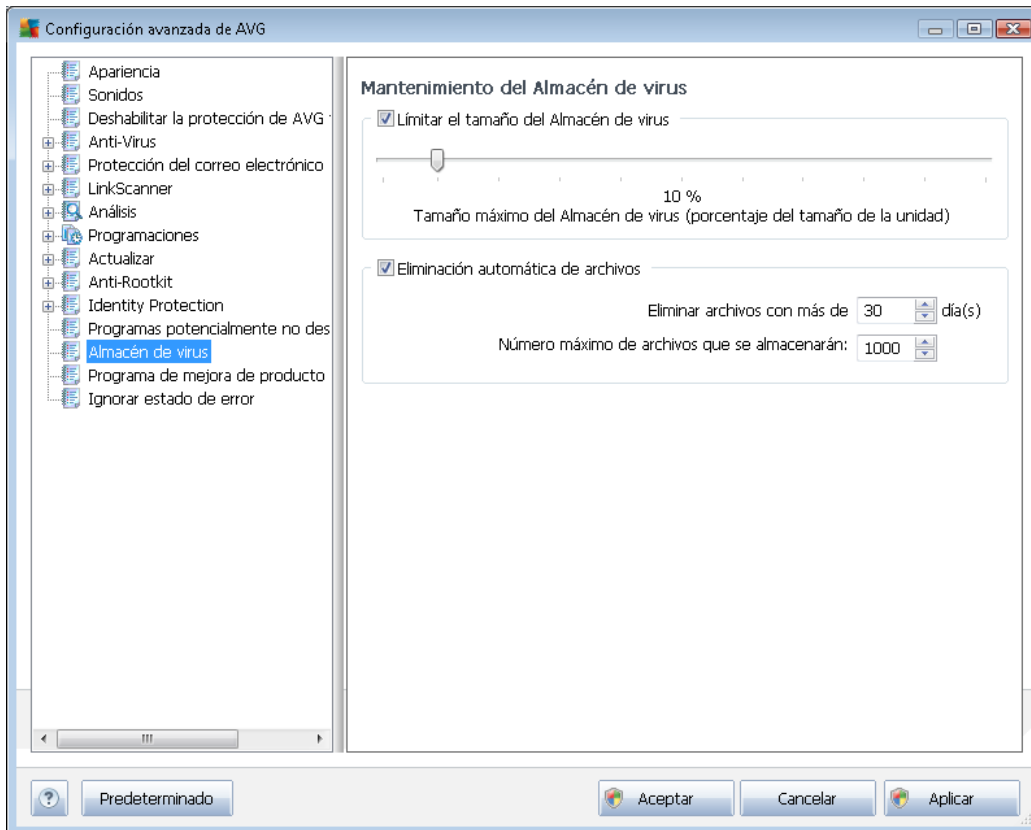 Configuración avanzada de AVG
Apariencia
Sonidos
Deshabilitar la protección de AVG
Anti-Virus
Protección del correo electrónico
LinkScanner
Análisis
Programaciones
Actualizar
Anti-Rootkit
Identity Protection
Programas potencialmente no des
Almacén de virus
Programa de mejora de producto
Ignorar estado de error
Mantenimiento del Almacén de virus
Límitar el tamaño del Almacén de virus
10 %
Tamaño máximo del Almacén de virus (porcentaje del tamaño de la unidad)
Eliminación automática de archivos
Eliminar archivos con más de 30 día(s)
Número máximo de archivos que se almacenarán: 1000
? Predeterminado Aceptar Cancelar Aplicar